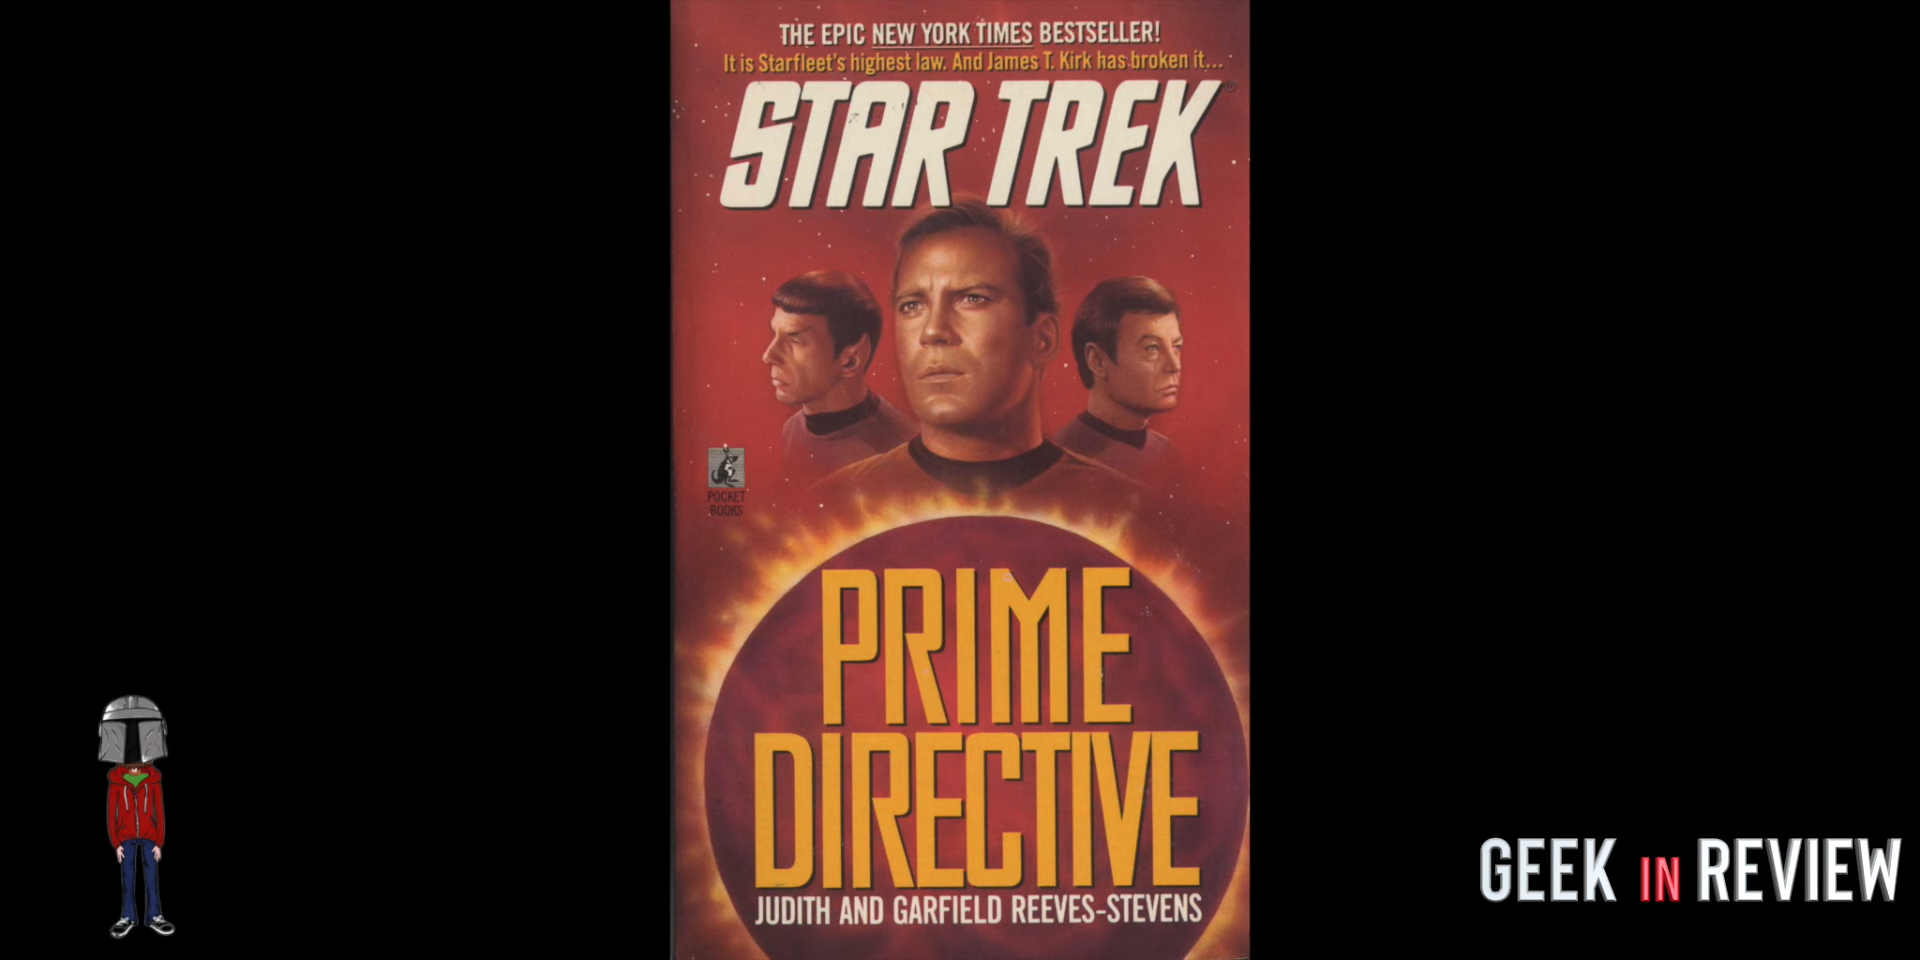 THE EPIC NEW YORK TIMES BESTSELLER!
It is Starfleet's highest law. And James T. Kirk has broken it...
STAR TREK®
POCKET
BOOKS
PRIME
DIRECTIVE
JUDITH AND GARFIELD REEVES-STEVENS
GEEK IN REVIEW